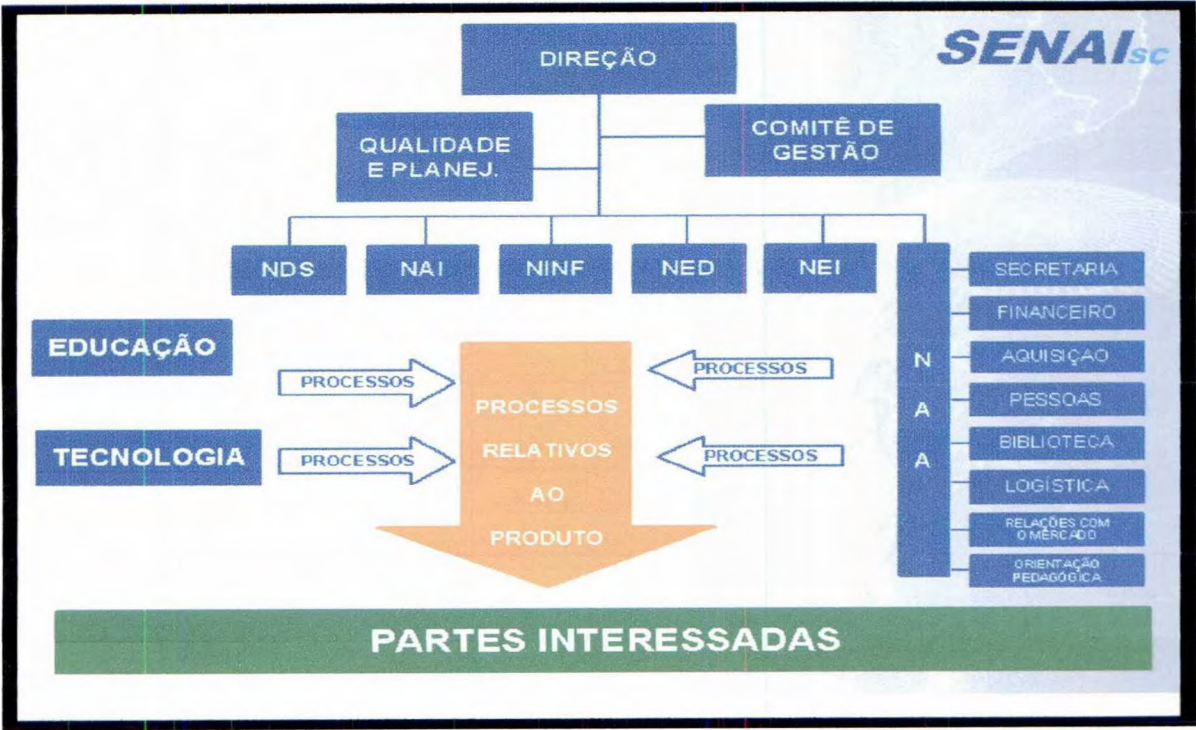 SENAIsc
DIREÇÃO
QUALIDADE
E PLANEJ.
COMITÊ DE
GESTÃO
NDS
NAI
NINF
NED
NEI
N
A
A
SECRETARIA
FINANCEIRO
AQUISIÇAO
PESSOAS
BIBLIOTECA
LOGÍSTICA
RELAÇÕES COM
O MERCADO
ORIENTAÇÃO
PEDAGÓGICA
EDUCAÇÃO
TECNOLOGIA
PROCESSOS
PROCESSOS
PROCESSOS
PROCESSOS
PROCESSOS
RELATIVOS
AO
PRODUTO
PARTES INTERESSADAS